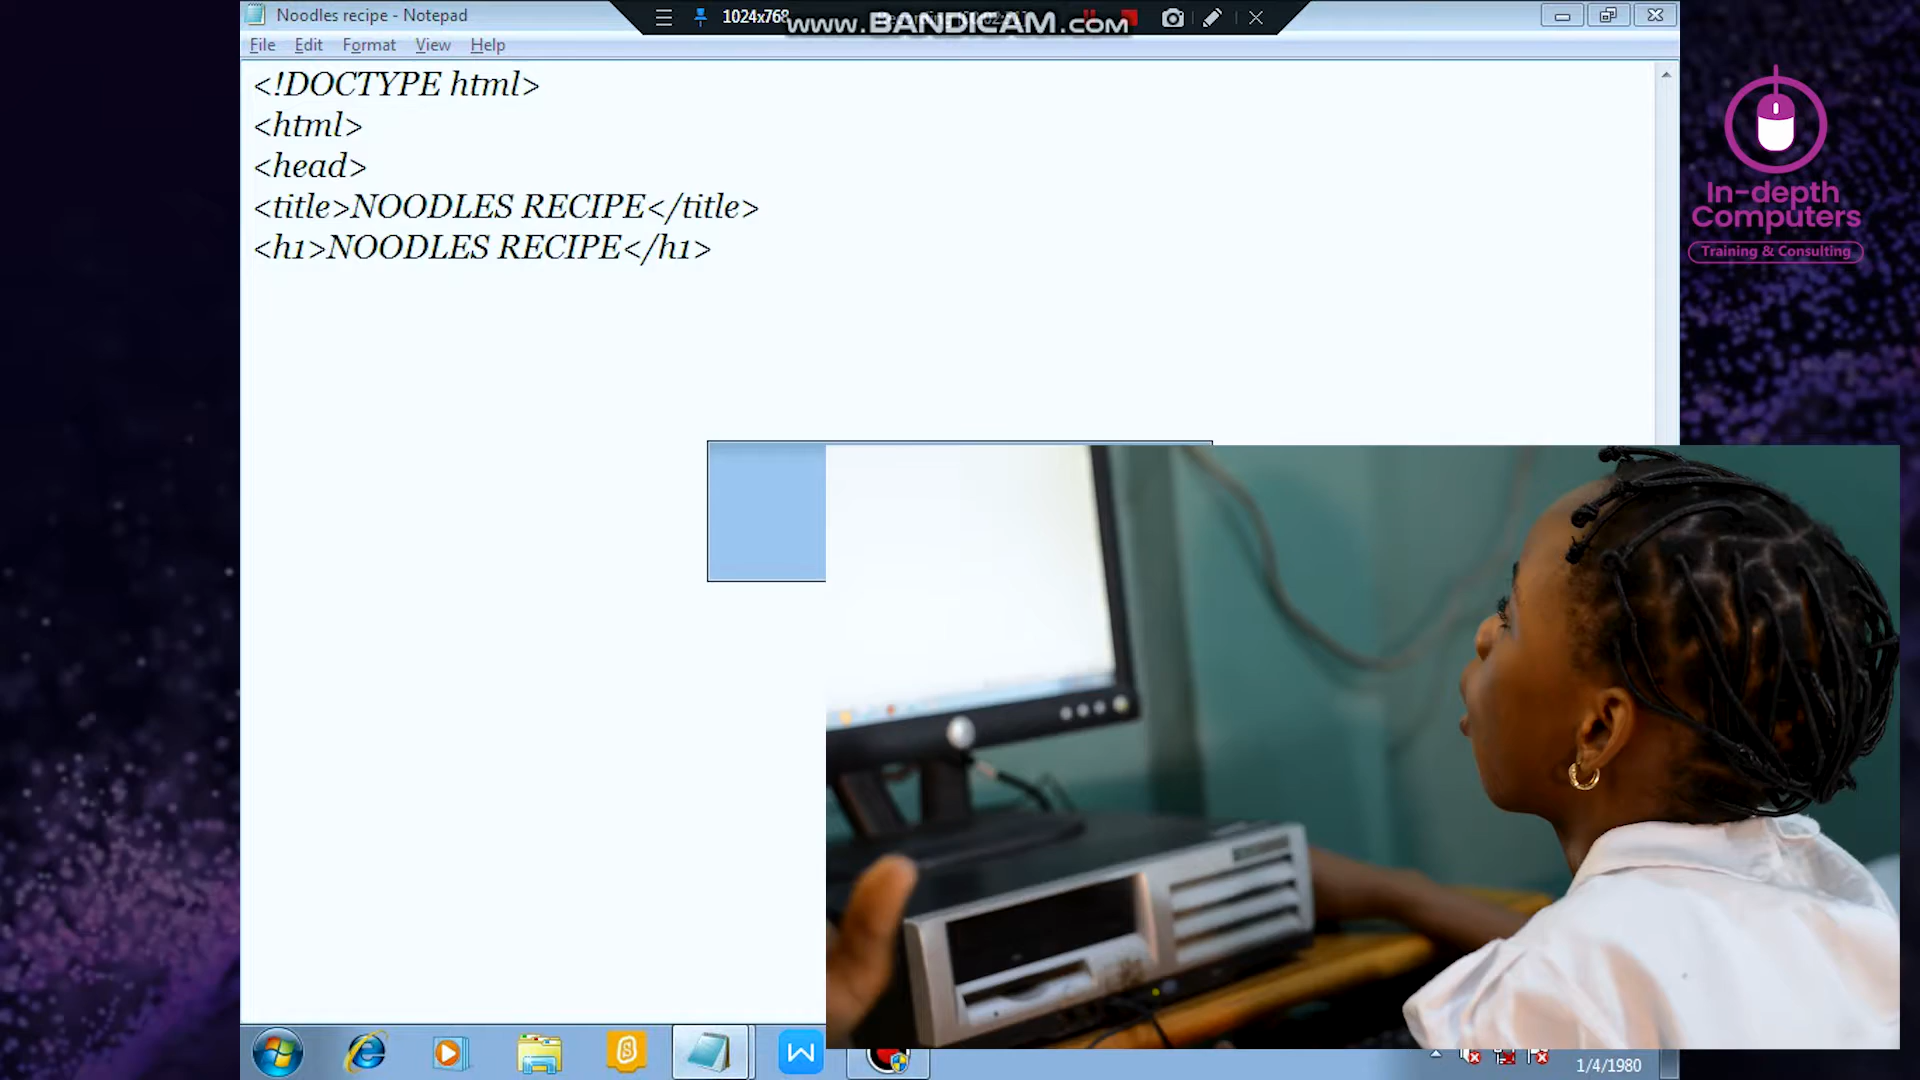 Noodles recipe - Notepad
1024x768
www.BANDICAM.com
File Edit Format View Help
<!DOCTYPE html>
<html>
<head>
<title>NOODLES RECIPE</title>
<h1>NOODLES RECIPE</h1>
In-depth
Computers
Training & Consulting
1/4/1980